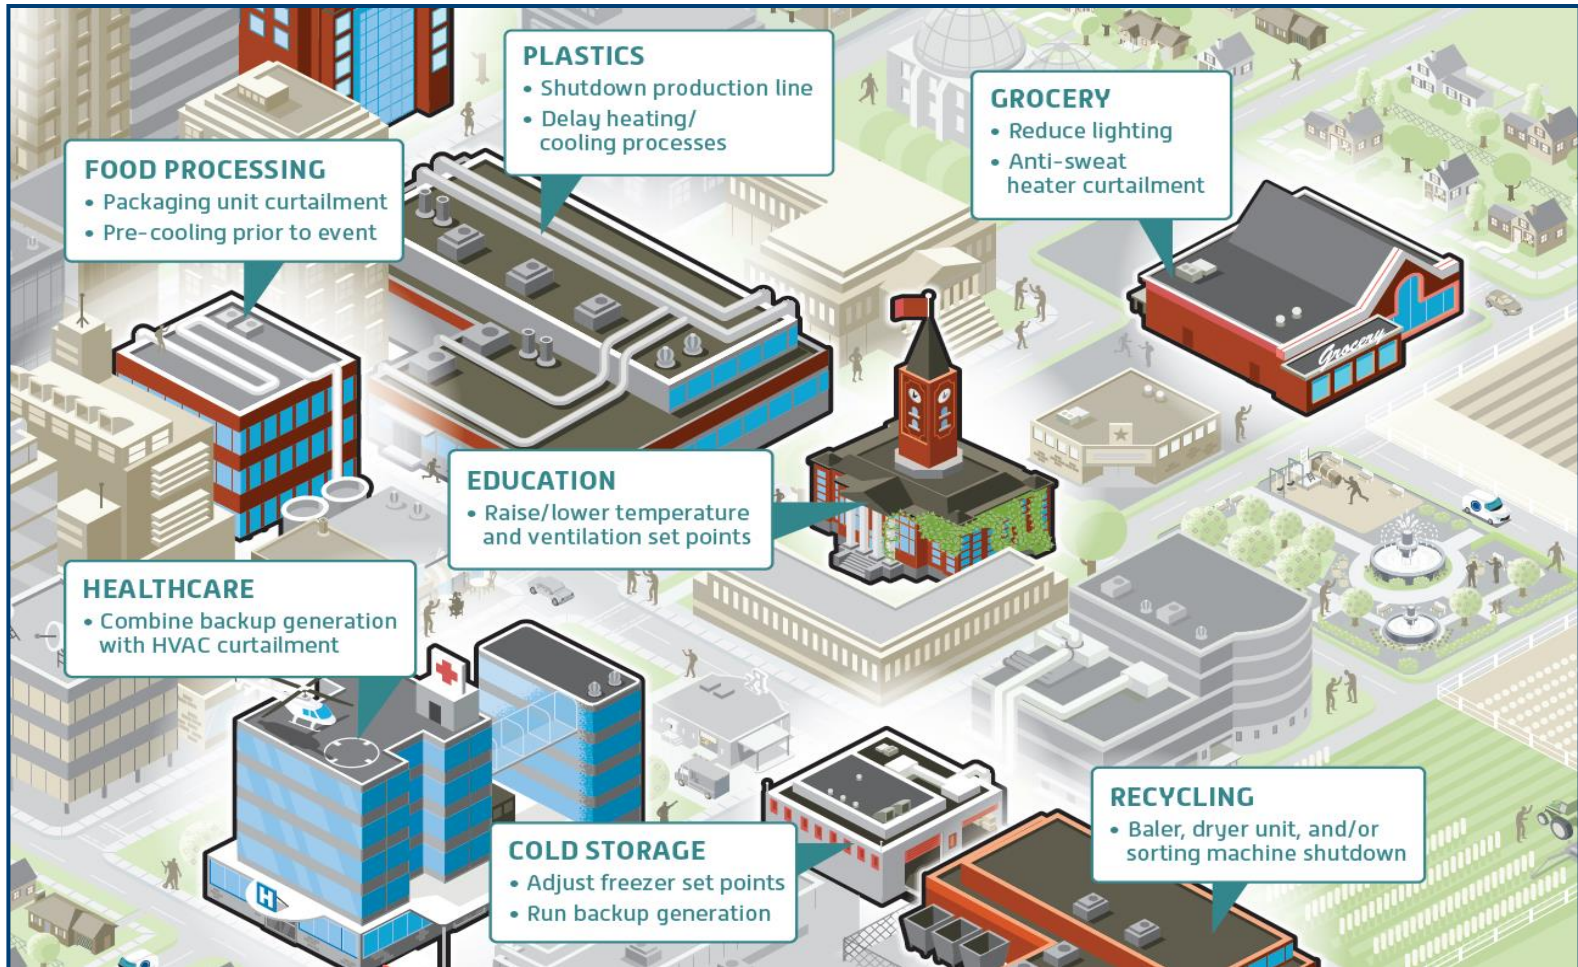 PLASTICS
• Shutdown production line
• Delay heating/
cooling processes
GROCERY
• Reduce lighting
• Anti-sweat
heater curtailment
FOOD PROCESSING
• Packaging unit curtailment
• Pre-cooling prior to event
Grocery
EDUCATION
• Raise/lower temperature
and ventilation set points
HEALTHCARE
• Combine backup generation
with HVAC curtailment
H
COLD STORAGE
• Adjust freezer set points
• Run backup generation
RECYCLING
• Baler, dryer unit, and/or
sorting machine shutdown